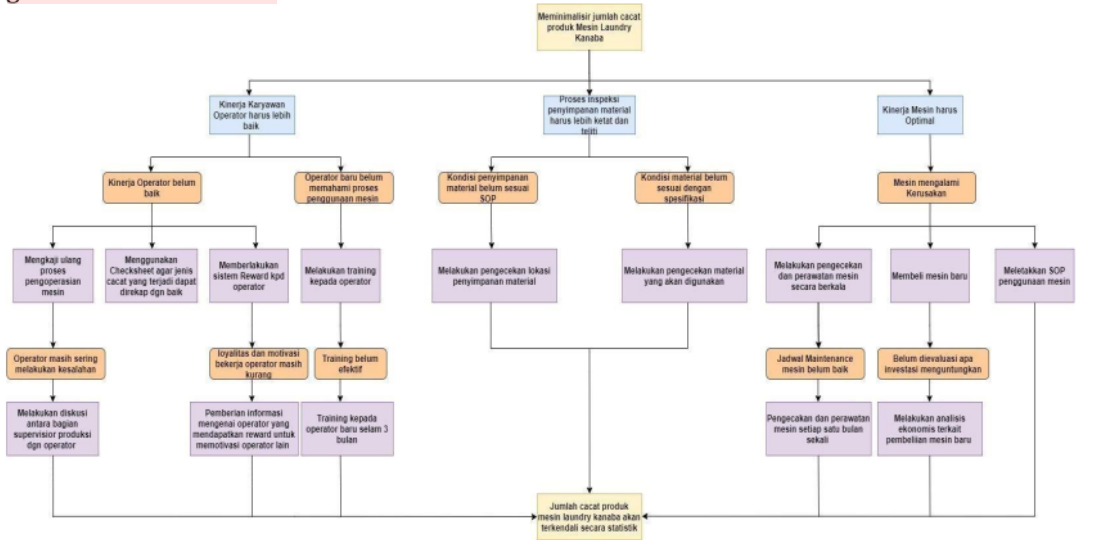 Meminimalisir jumlah cacat
produk Mesin Laundry
Kanaba
Kinerja Karyawan
Operator harus lebih
baik
Proses inspeksi
penyimpanan material
harus lebih ketat dan
teliti
Kinerja Mesin harus
Optimal
Kinerja Operator belum
baik
Operator baru belum
memahami proses
penggunaan mesin
Kondisi penyimpanan
material belum sesuai
SOP
Kondisi material belum
sesuai dengan
spesifikasi
Mesin mengalami
Kerusakan
Mengkaji ulang
proses
pengoperasian
mesin
Menggunakan
Checksheet agar jenis
cacat yang terjadi dapat
direkap dgn baik
Memberlakukan
sistem Reward kpd
operator
Melakukan training
kepada operator
Melakukan pengecekan lokasi
penyimpanan material
Melakukan pengecekan material
yang akan digunakan
Melakukan pengecekan
dan perawatan mesin
secara berkala
Membeli mesin baru
Meletakkan SOP
penggunaan mesin
Operator masih sering
melakukan kesalahan
loyalitas dan motivasi
bekerja operator masih
kurang
Training belum
efektif
Jadwal Maintenance
mesin belum baik
Belum dievaluasi apa
investasi menguntungkan
Melakukan diskusi
antara bagian
supervisior produksi
dgn operator
Pemberian informasi
mengenai operator yang
mendapatkan reward untuk
memotivasi operator lain
Training kepada
operator baru selam 3
bulan
Pengecakan dan perawatan
mesin setiap satu bulan
sekali
Melakukan analisis
ekonomis terkait
pembeliian mesin baru
Jumlah cacat produk
mesin laundry kanaba akan
terkendali secara statistik